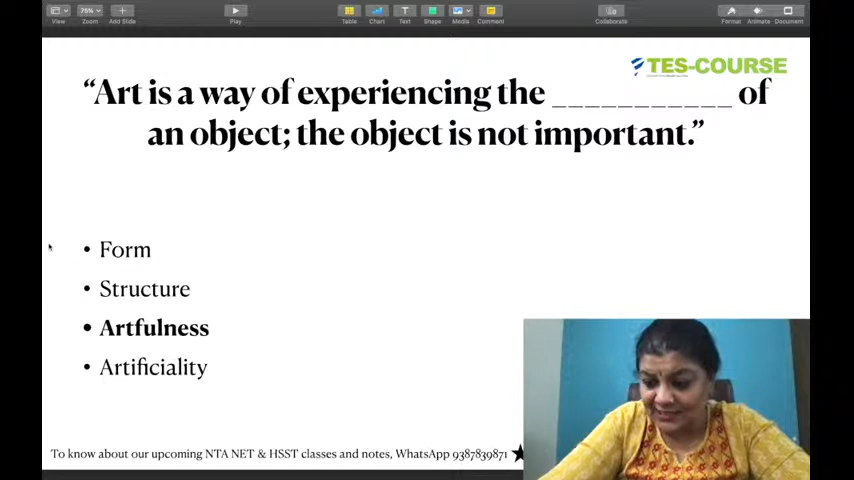 View
Zoom
Add Slide
Play
Table
Chart
Text
Shape
Media
Comment
Collaborate
Format
Animate
Document
75%
TES-COURSE
“Art is a way of experiencing the ___________ of
an object; the object is not important.”
• Form
• Structure
• Artfulness
• Artificiality
To know about our upcoming NTA NET & HSST classes and notes, WhatsApp 9387839871